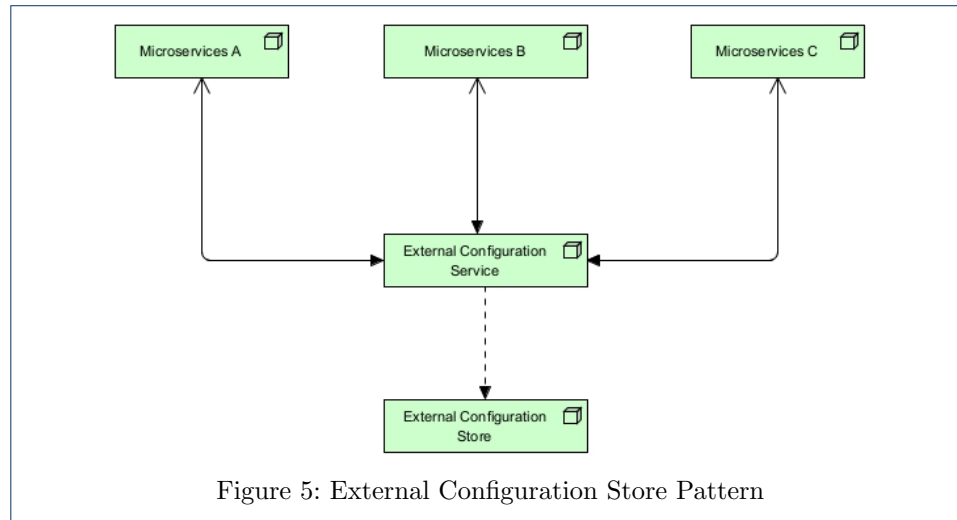 Microservices A
Microservices B
Microservices C
External Configuration
Service
External Configuration
Store
Figure 5: External Configuration Store Pattern